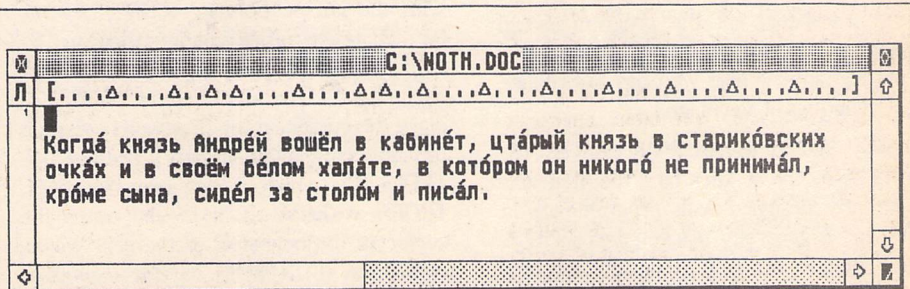 C:\NOTH.DOC
Л [....Δ....Δ..Δ.Δ....Δ....Δ.Δ..Δ....Δ....Δ....Δ....Δ....Δ....Δ....]
1
Когда́ князь Андре́й вошёл в кабине́т, цта́рый князь в старико́вских
очка́х и в своём бе́лом хала́те, в кото́ром он никого́ не принима́л,
кро́ме сына, сиде́л за столо́м и писа́л.